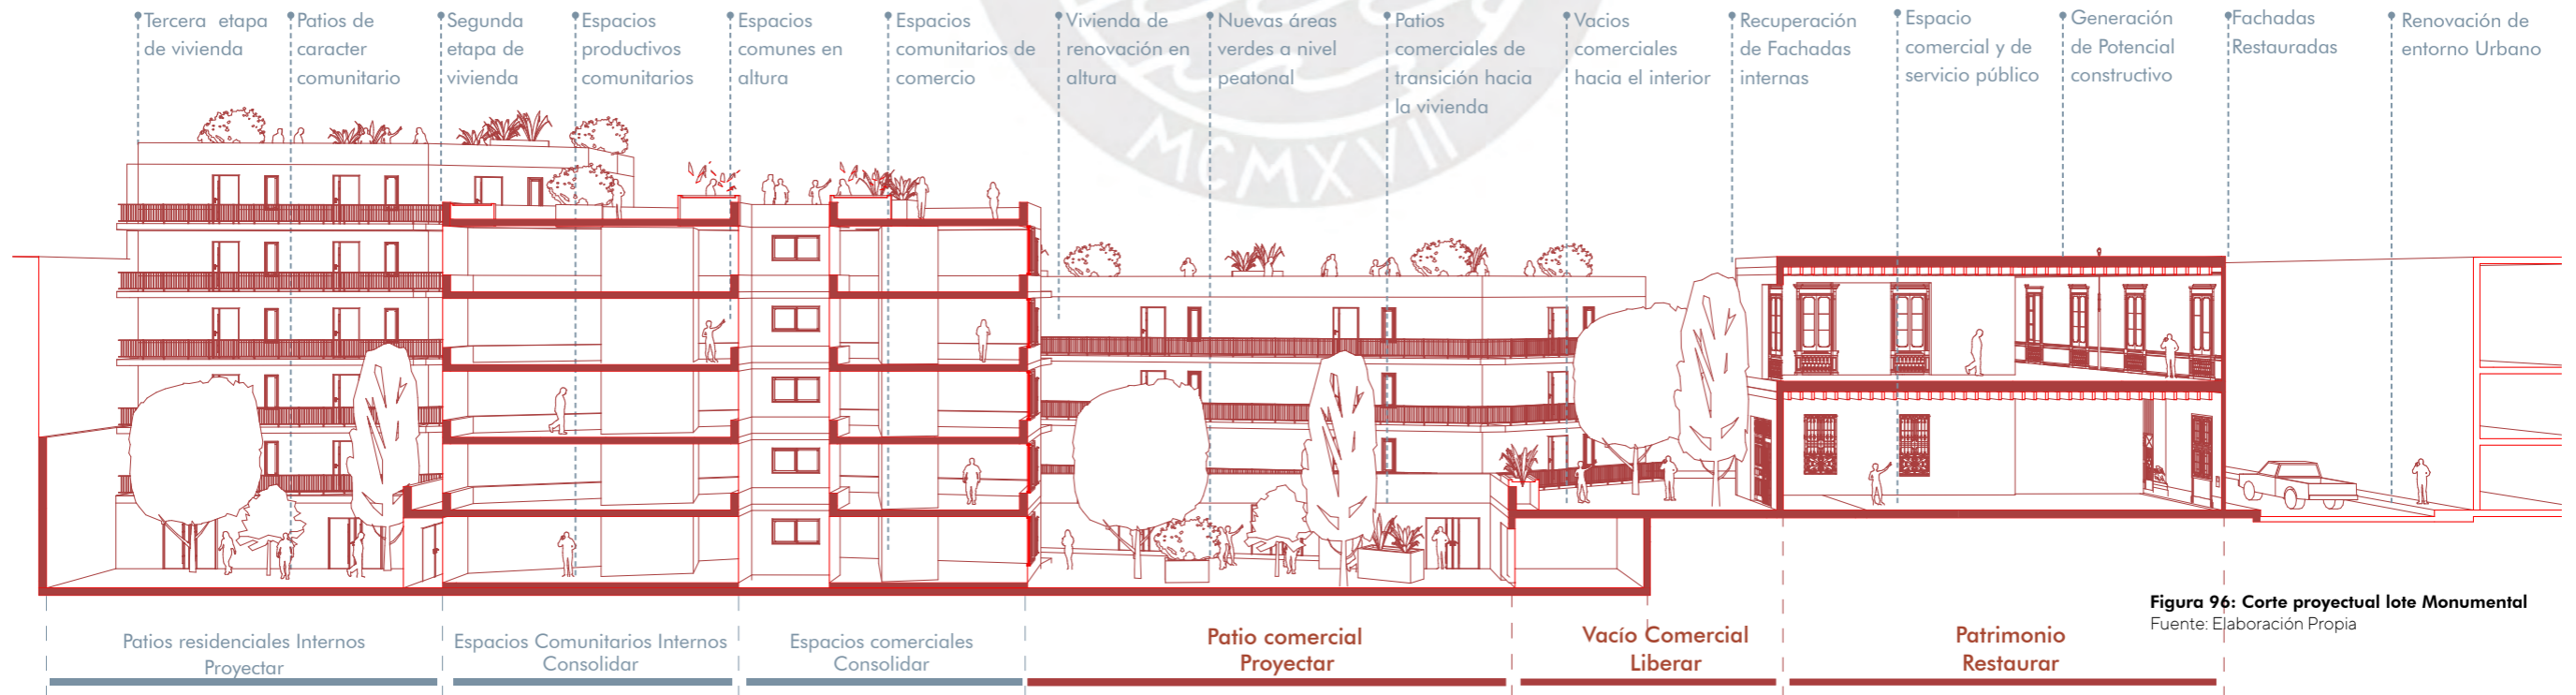 Tercera etapa
de vivienda
Patios de
caracter
comunitario
Segunda
etapa de
vivienda
Espacios
productivos
comunitarios
Espacios
comunes en
altura
Espacios
comunitarios de
comercio
Vivienda de
renovación en
altura
Nuevas áreas
verdes a nivel
peatonal
Patios
comerciales de
transición hacia
la vivienda
Vacios
comerciales
hacia el interior
Recuperación
de Fachadas
internas
Espacio
comercial y de
servicio público
Generación
de Potencial
constructivo
Fachadas
Restauradas
Renovación de
entorno Urbano
MCMXVII
Patios residenciales Internos
Proyectar
Espacios Comunitarios Internos
Consolidar
Espacios comerciales
Consolidar
Patio comercial
Proyectar
Vacío Comercial
Liberar
Patrimonio
Restaurar
Figura 96: Corte proyectual lote Monumental
Fuente: Elaboración Propia